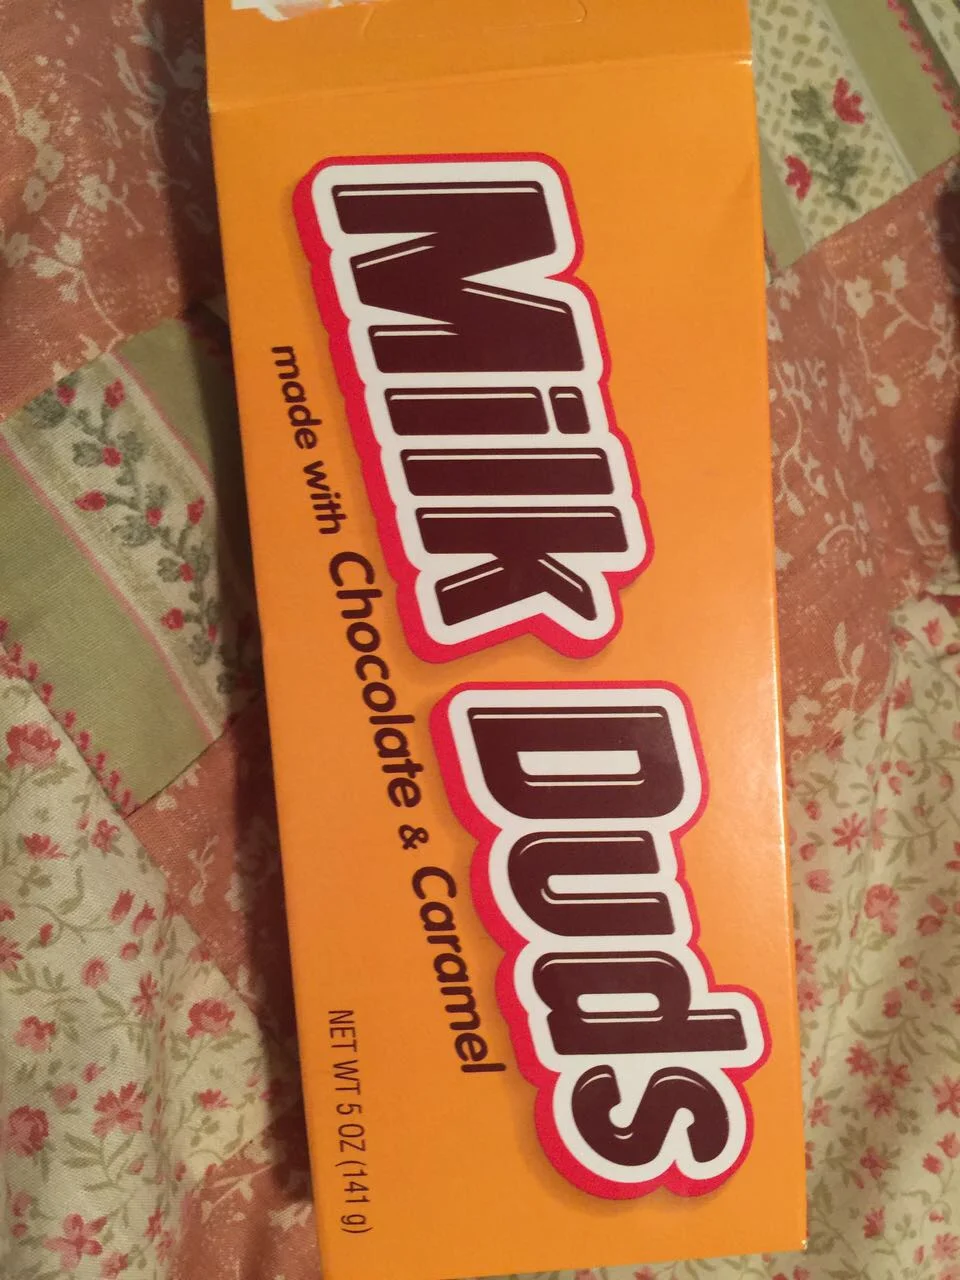 Milk Duds
made with Chocolate & Caramel
NET WT 5 OZ (141 g)